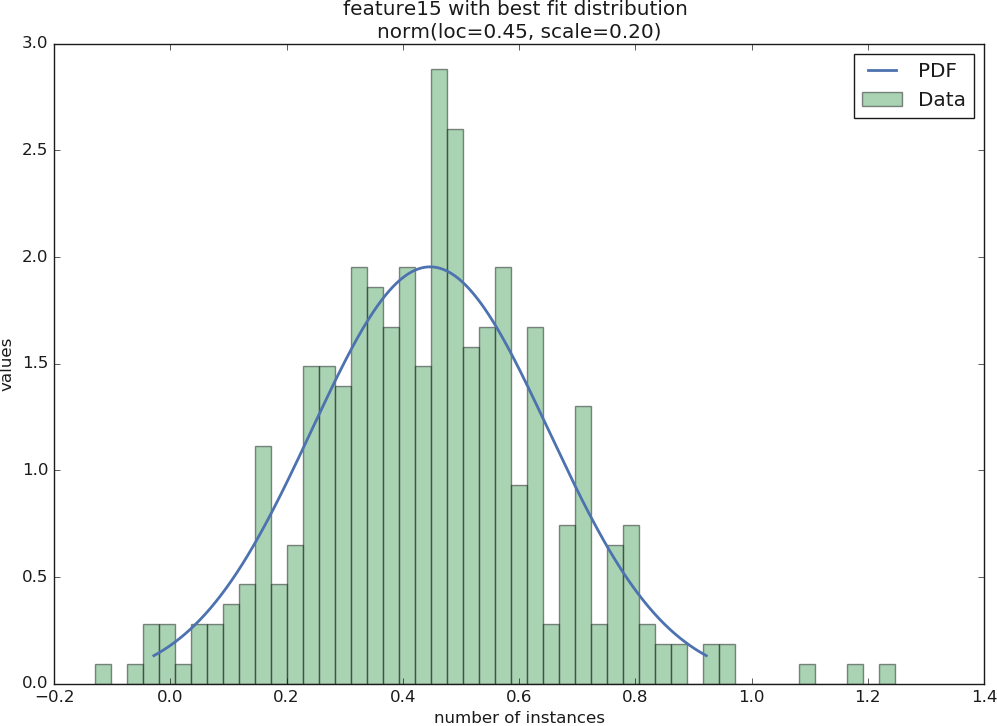 feature15 with best fit distribution
norm(loc=0.45, scale=0.20)
PDF
Data
3.0
2.5
2.0
1.5
1.0
0.5
0.0
values
−0.2 0.0 0.2 0.4 0.6 0.8 1.0 1.2 1.4
number of instances